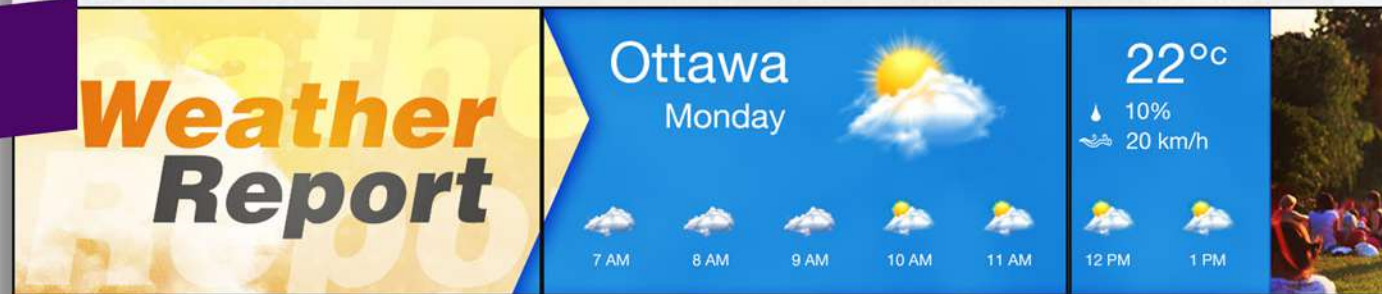 Weather
Report
Ottawa
Monday
22°c
10%
20 km/h
7 AM
8 AM
9 AM
10 AM
11 AM
12 PM
1 PM